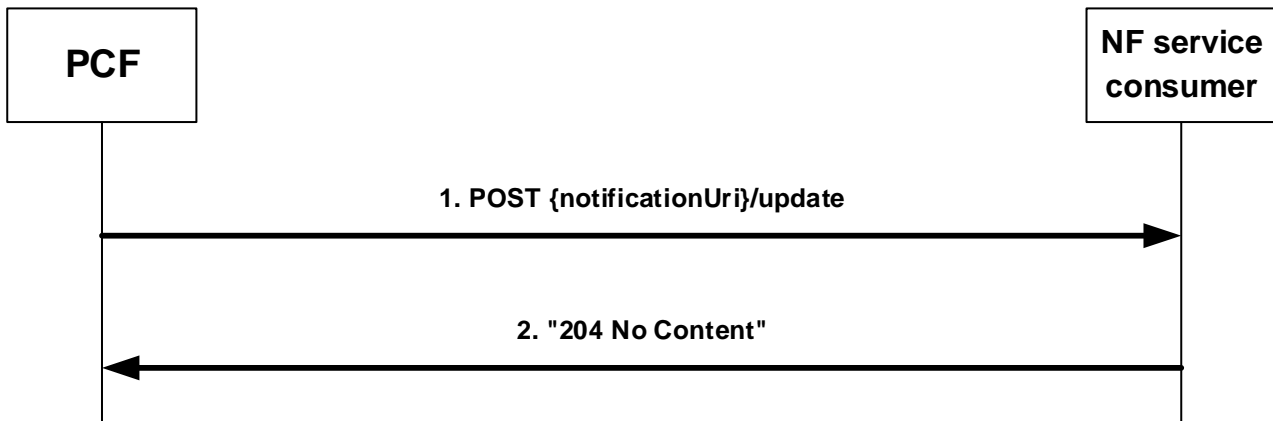 PCF
NF service
consumer
1. POST {notificationUri}/update
2. "204 No Content"